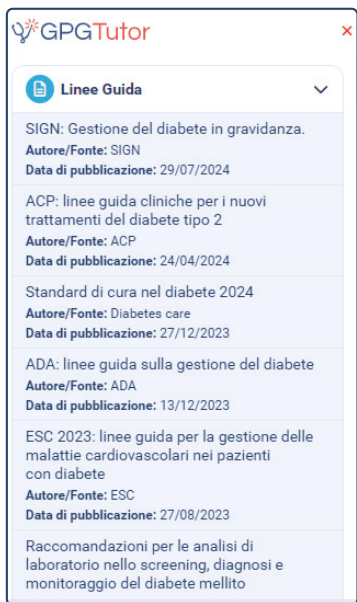 GPGTutor
Linee Guida
SIGN: Gestione del diabete in gravidanza.
Autore/Fonte: SIGN
Data di pubblicazione: 29/07/2024
ACP: linee guida cliniche per i nuovi
trattamenti del diabete tipo 2
Autore/Fonte: ACP
Data di pubblicazione: 24/04/2024
Standard di cura nel diabete 2024
Autore/Fonte: Diabetes care
Data di pubblicazione: 27/12/2023
ADA: linee guida sulla gestione del diabete
Autore/Fonte: ADA
Data di pubblicazione: 13/12/2023
ESC 2023: linee guida per la gestione delle
malattie cardiovascolari nei pazienti
con diabete
Autore/Fonte: ESC
Data di pubblicazione: 27/08/2023
Raccomandazioni per le analisi di
laboratorio nello screening, diagnosi e
monitoraggio del diabete mellito